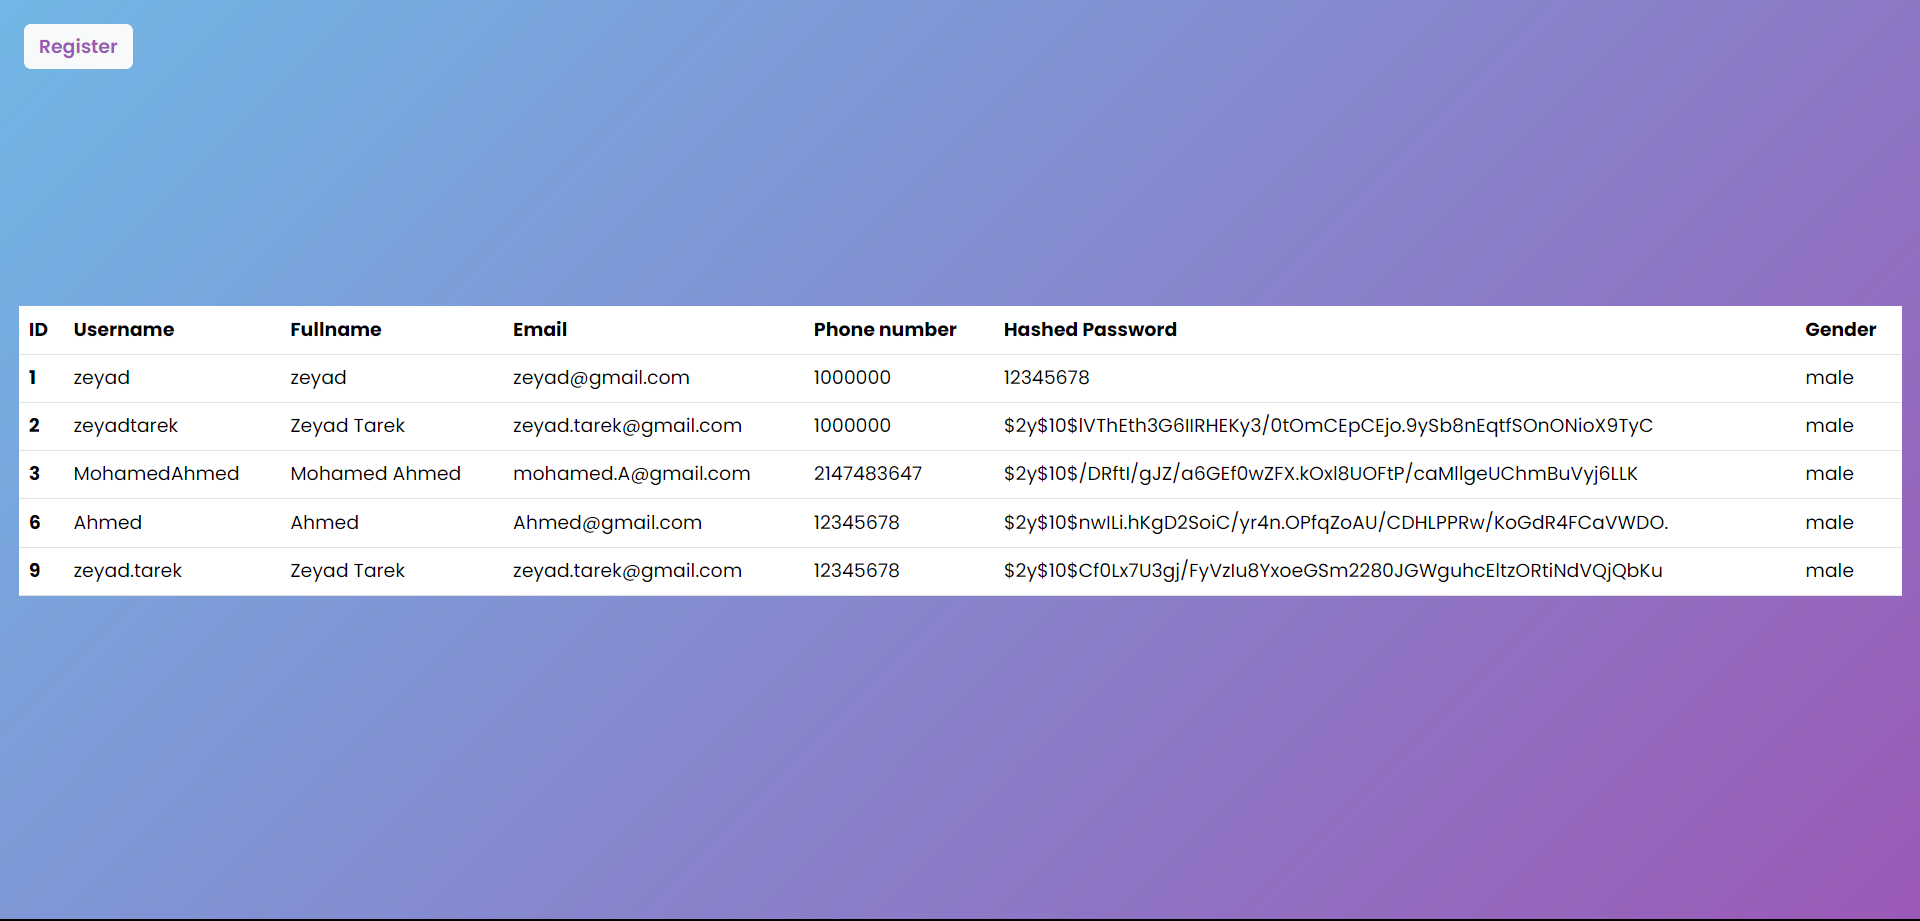 Register
ID Username Fullname Email Phone number Hashed Password Gender
1 zeyad zeyad zeyad@gmail.com 1000000 12345678 male
2 zeyadtarek Zeyad Tarek zeyad.tarek@gmail.com 1000000 $2y$10$lVThEth3G6IIRHEKy3/0tOmCEpCEjo.9ySb8nEqtfSOnONioX9TyC male
3 MohamedAhmed Mohamed Ahmed mohamed.A@gmail.com 2147483647 $2y$10$/DRftI/gJZ/a6GEf0wZFX.kOxl8UOFtP/caMllgeUChmBuVyj6LLK male
6 Ahmed Ahmed Ahmed@gmail.com 12345678 $2y$10$nwILi.hKgD2SoiC/yr4n.OPfqZoAU/CDHLPPRw/KoGdR4FCaVWDO. male
9 zeyad.tarek Zeyad Tarek zeyad.tarek@gmail.com 12345678 $2y$10$Cf0Lx7U3gj/FyVzIu8YxoeGSm2280JGWguhcEltzORtiNdVQjQbKu male